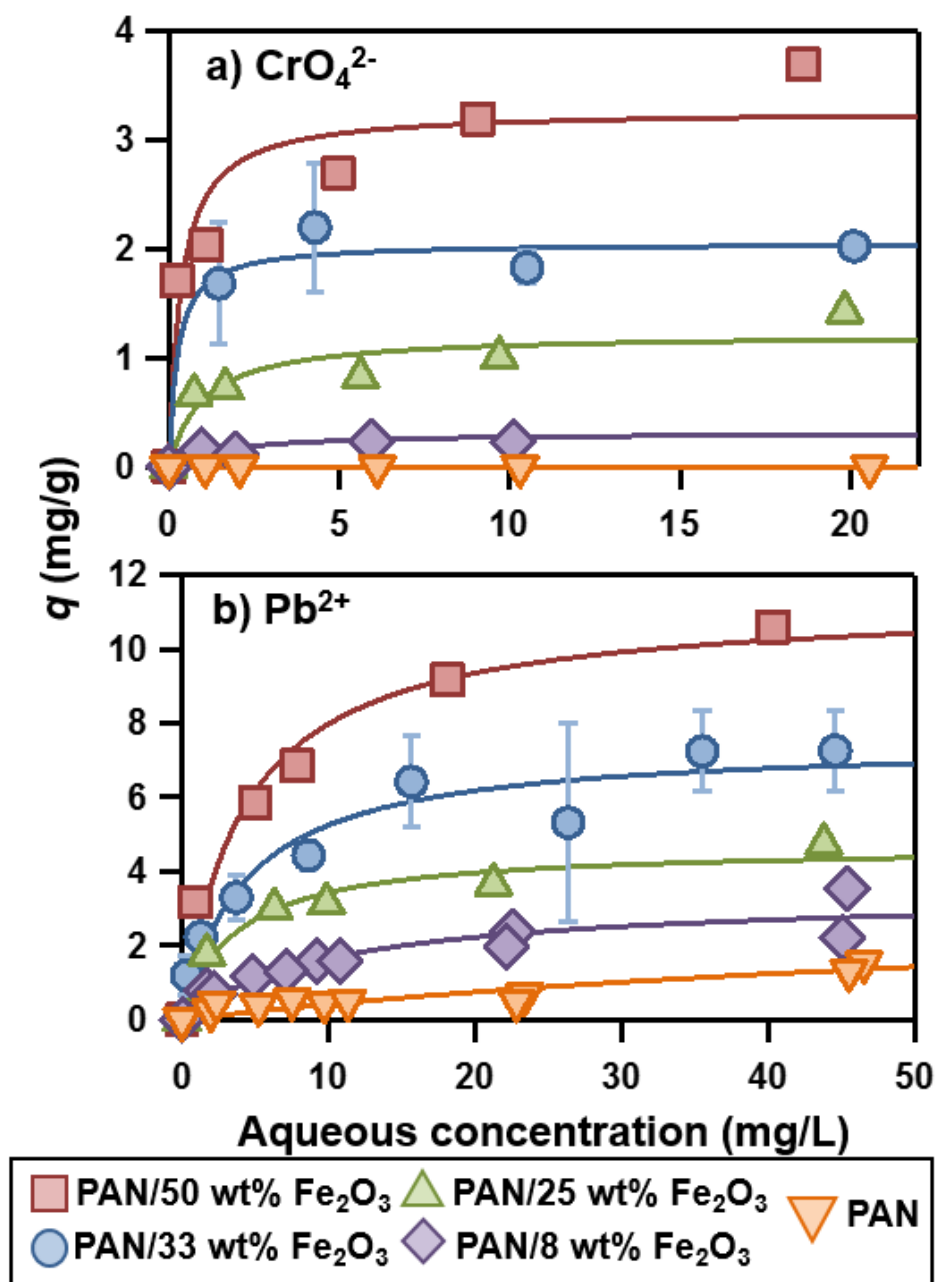 a) CrO₄²⁻
4
3
2
1
0
0 5 10 15 20
q (mg/g)
b) Pb²⁺
12
10
8
6
4
2
0
0 10 20 30 40 50
Aqueous concentration (mg/L)
PAN/50 wt% Fe₂O₃ PAN/25 wt% Fe₂O₃ PAN
PAN/33 wt% Fe₂O₃ PAN/8 wt% Fe₂O₃